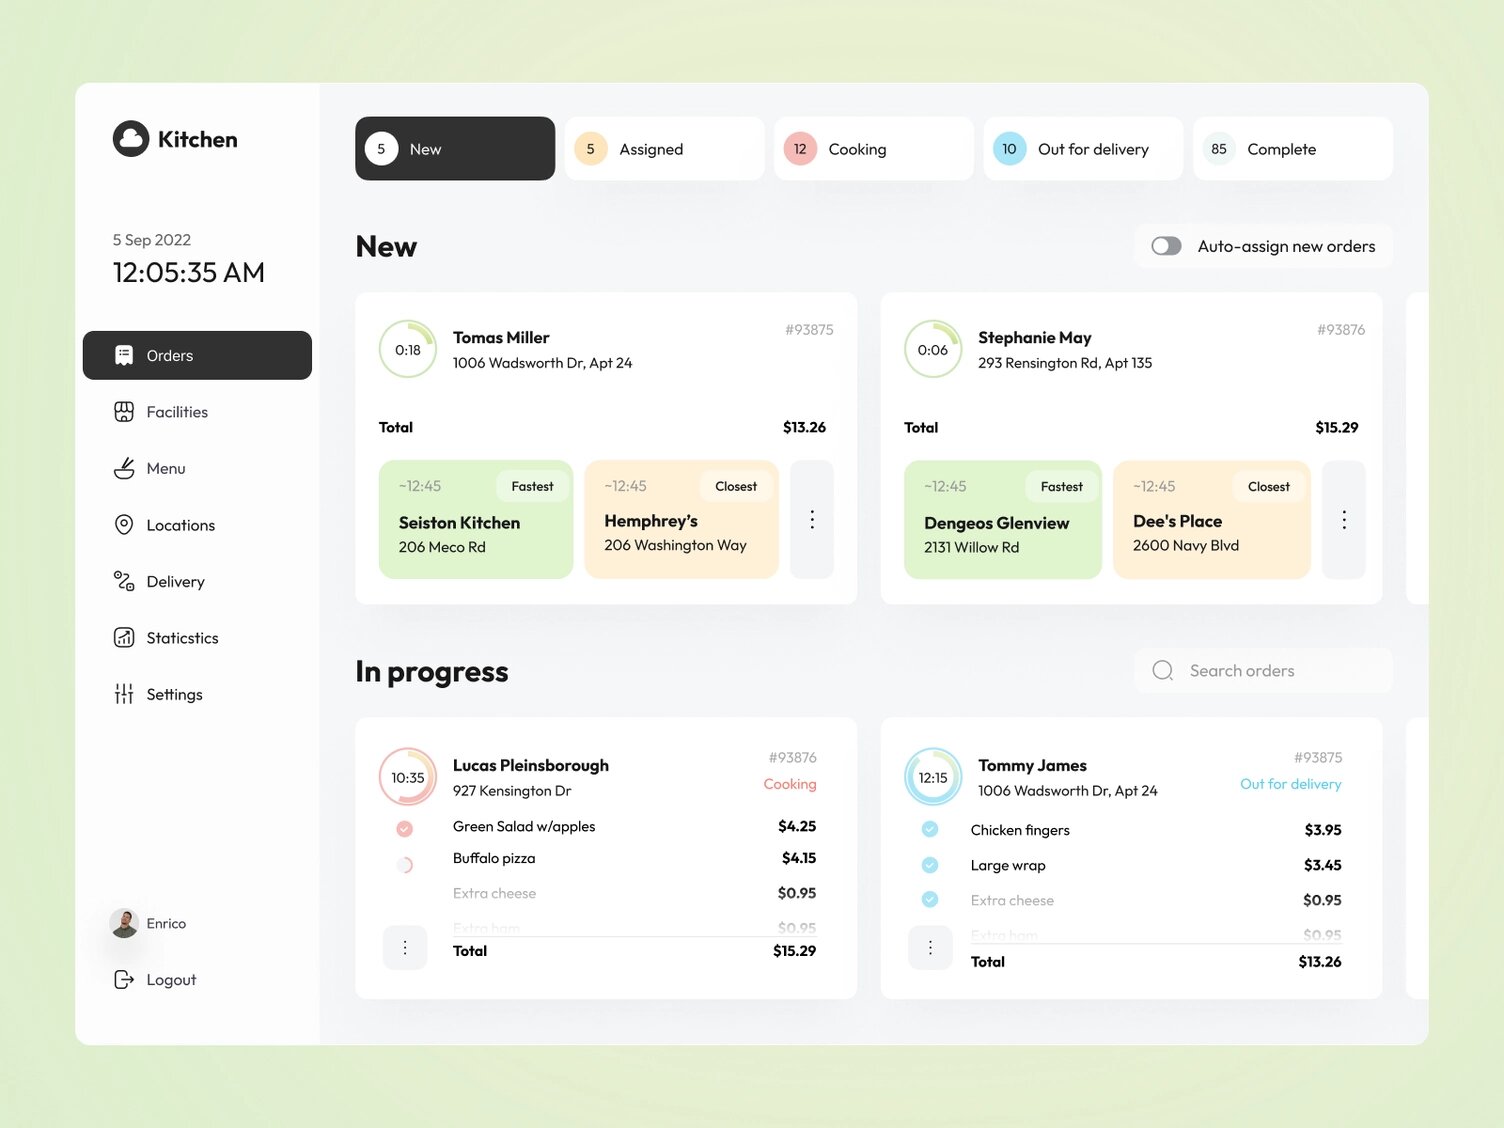 Kitchen
5 Sep 2022
12:05:35 AM
Orders
Facilities
Menu
Locations
Delivery
Staticstics
Settings
Enrico
Logout
5 New
5 Assigned
12 Cooking
10 Out for delivery
85 Complete
New
Auto-assign new orders
0:18
Tomas Miller
#93875
1006 Wadsworth Dr, Apt 24
Total $13.26
~12:45 Fastest
Seiston Kitchen
206 Meco Rd
~12:45 Closest
Hemphrey’s
206 Washington Way
0:06
Stephanie May
#93876
293 Rensington Rd, Apt 135
Total $15.29
~12:45 Fastest
Dengeos Glenview
2131 Willow Rd
~12:45 Closest
Dee's Place
2600 Navy Blvd
In progress
Search orders
10:35
Lucas Pleinsborough
#93876
927 Kensington Dr
Cooking
Green Salad w/apples $4.25
Buffalo pizza $4.15
Extra cheese $0.95
Extra ham $0.95
Total $15.29
12:15
Tommy James
#93875
1006 Wadsworth Dr, Apt 24
Out for delivery
Chicken fingers $3.95
Large wrap $3.45
Extra cheese $0.95
Extra ham $0.95
Total $13.26